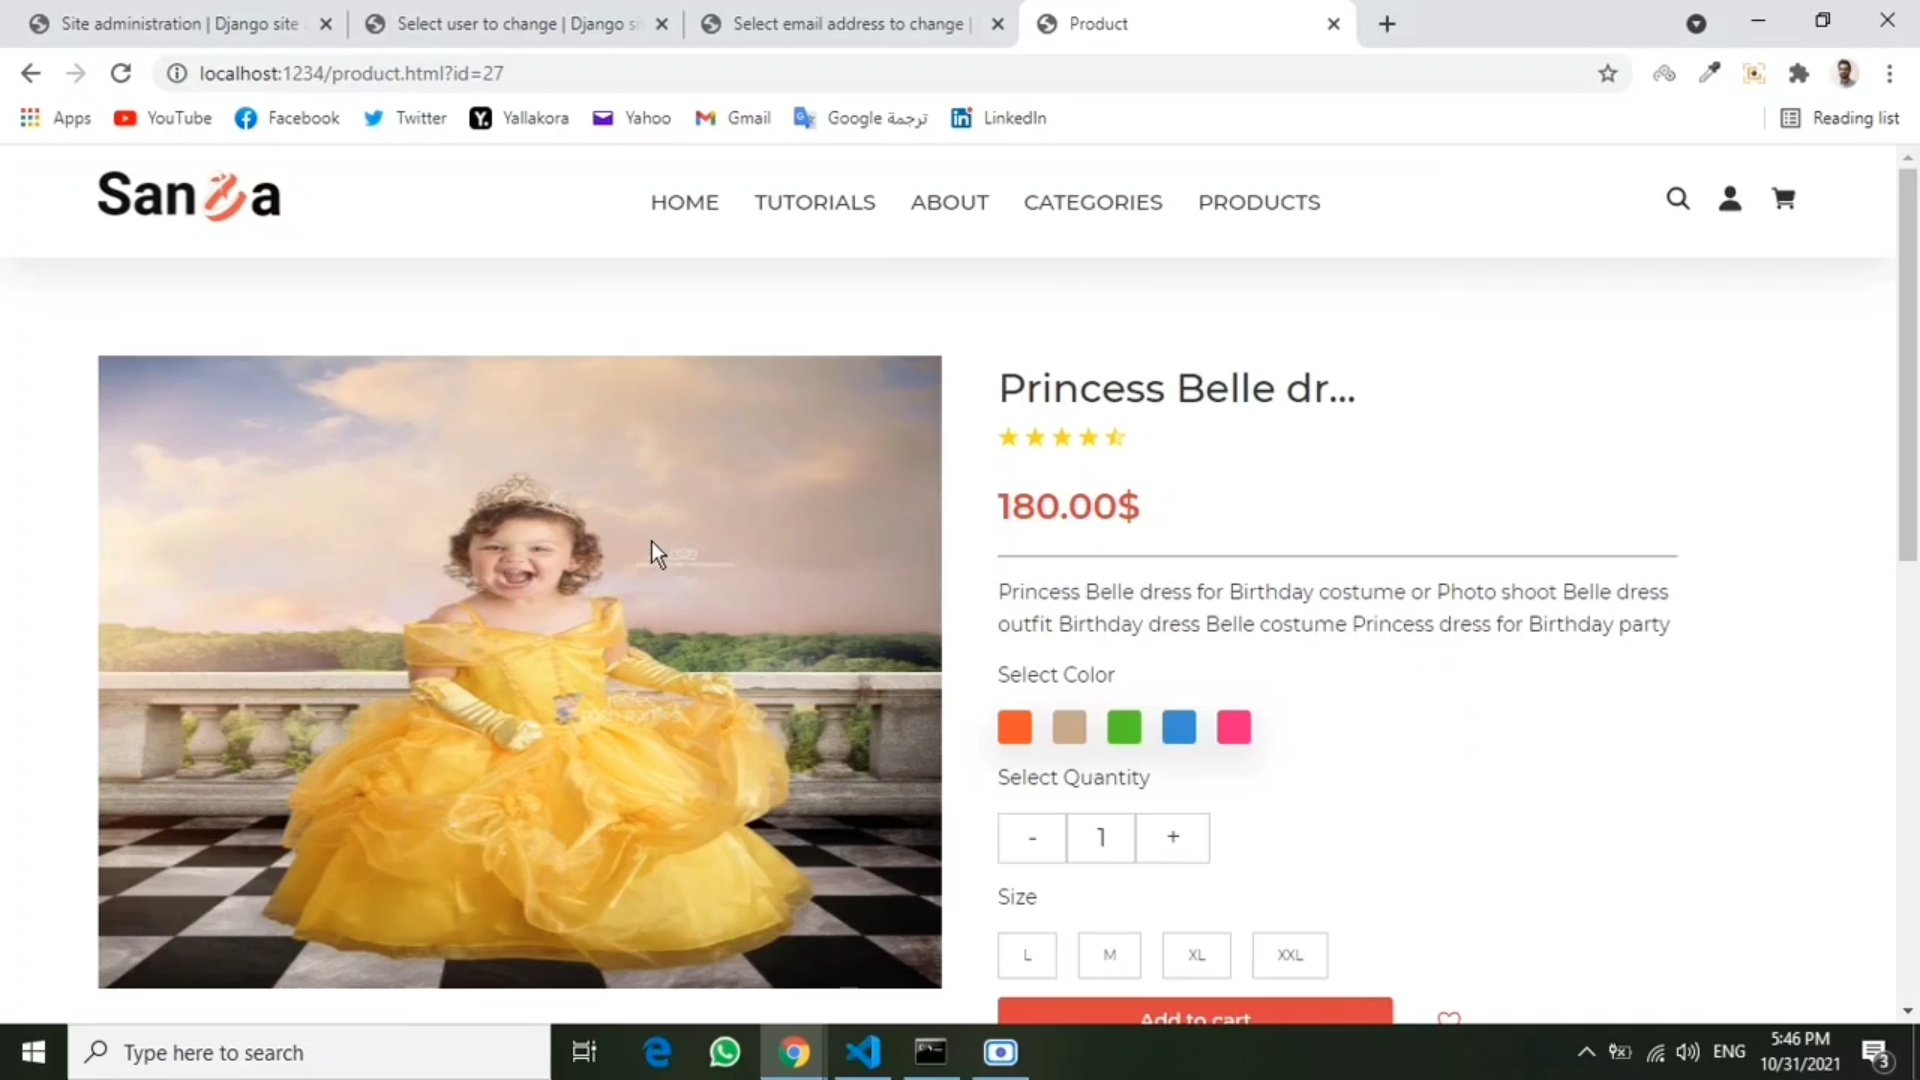 Site administration | Django site
Select user to change | Django si
Select email address to change |
Product
localhost:1234/product.html?id=27
Apps
YouTube
Facebook
Twitter
Yallakora
Yahoo
Gmail
Google ترجمة
LinkedIn
Reading list
SanZa
HOME
TUTORIALS
ABOUT
CATEGORIES
PRODUCTS
Princess Belle dr...
180.00$
Princess Belle dress for Birthday costume or Photo shoot Belle dress
outfit Birthday dress Belle costume Princess dress for Birthday party
Select Color
Select Quantity
- 1 +
Size
L M XL XXL
Add to cart
Type here to search
ENG
5:46 PM
10/31/2021
3